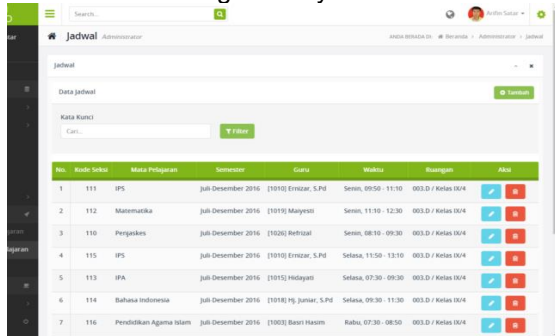 Search...
Arifin Satar
Jadwal Administrator
ANDA BERADA DI: Beranda > Administrator > Jadwal
Jadwal
Data Jadwal
Tambah
Kata Kunci
Cari..
Filter
No. Kode Seksi Mata Pelajaran Semester Guru Waktu Ruangan Aksi
1 111 IPS Juli-Desember 2016 [1010] Ernizar, S.Pd Senin, 09:50 - 11:10 003.D / Kelas IX/4
2 112 Matematika Juli-Desember 2016 [1019] Maiyesti Senin, 11:10 - 12:30 003.D / Kelas IX/4
3 110 Penjaskes Juli-Desember 2016 [1026] Refrizal Senin, 08:10 - 09:30 003.D / Kelas IX/4
4 115 IPS Juli-Desember 2016 [1010] Ernizar, S.Pd Selasa, 11:50 - 13:10 003.D / Kelas IX/4
5 113 IPA Juli-Desember 2016 [1015] Hidayati Selasa, 07:30 - 09:30 003.D / Kelas IX/4
6 114 Bahasa Indonesia Juli-Desember 2016 [1018] Hj. Juniar, S.Pd Selasa, 09:30 - 11:30 003.D / Kelas IX/4
7 116 Pendidikan Agama Islam Juli-Desember 2016 [1003] Basri Hasim Rabu, 07:30 - 08:50 003.D / Kelas IX/4